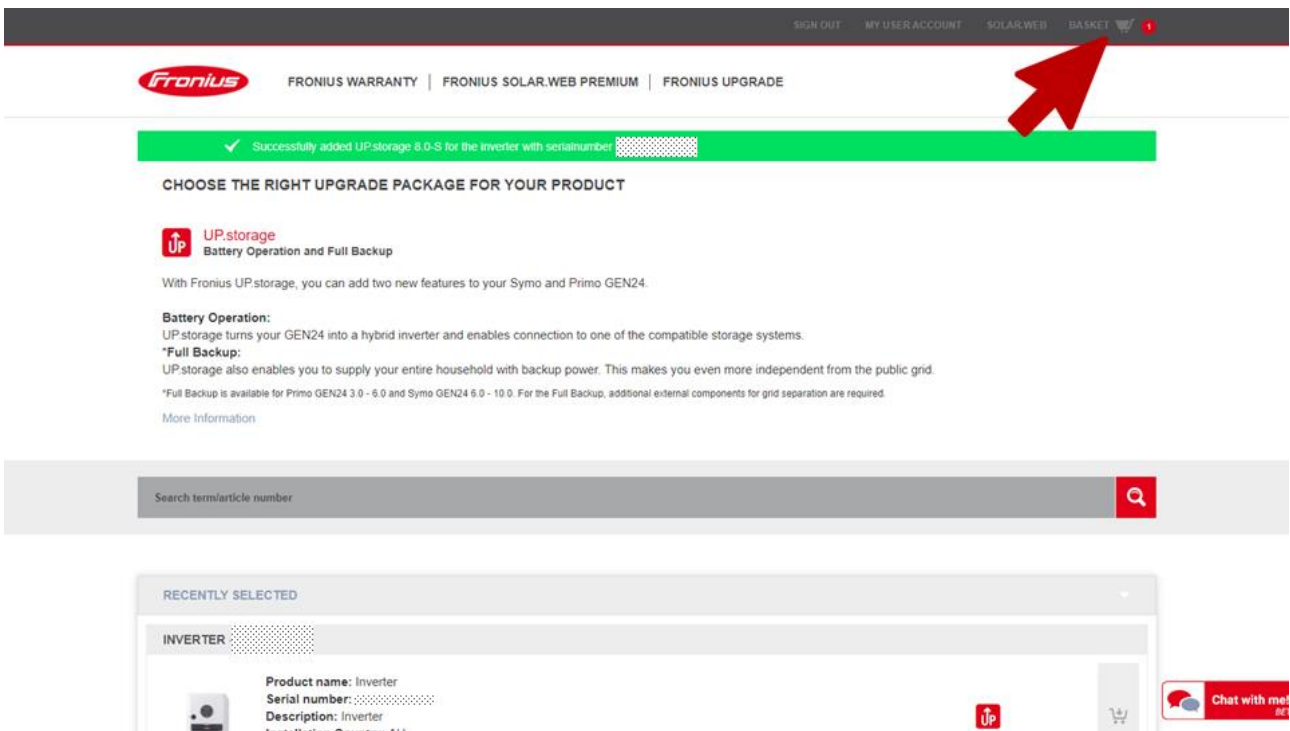 SIGN OUT MY USER ACCOUNT SOLAR.WEB BASKET 1
Fronius FRONIUS WARRANTY | FRONIUS SOLAR.WEB PREMIUM | FRONIUS UPGRADE
Successfully added UP.storage 8.0-S for the inverter with serialnumber
CHOOSE THE RIGHT UPGRADE PACKAGE FOR YOUR PRODUCT
UP UP.storage
Battery Operation and Full Backup
With Fronius UP.storage, you can add two new features to your Symo and Primo GEN24.
Battery Operation:
UP.storage turns your GEN24 into a hybrid inverter and enables connection to one of the compatible storage systems.
*Full Backup:
UP.storage also enables you to supply your entire household with backup power. This makes you even more independent from the public grid.
*Full Backup is available for Primo GEN24 3.0 - 6.0 and Symo GEN24 6.0 - 10.0. For the Full Backup, additional external components for grid separation are required.
More Information
Search term/article number
RECENTLY SELECTED
INVERTER
Product name: Inverter
Serial number:
Description: Inverter
UP
Chat with me!